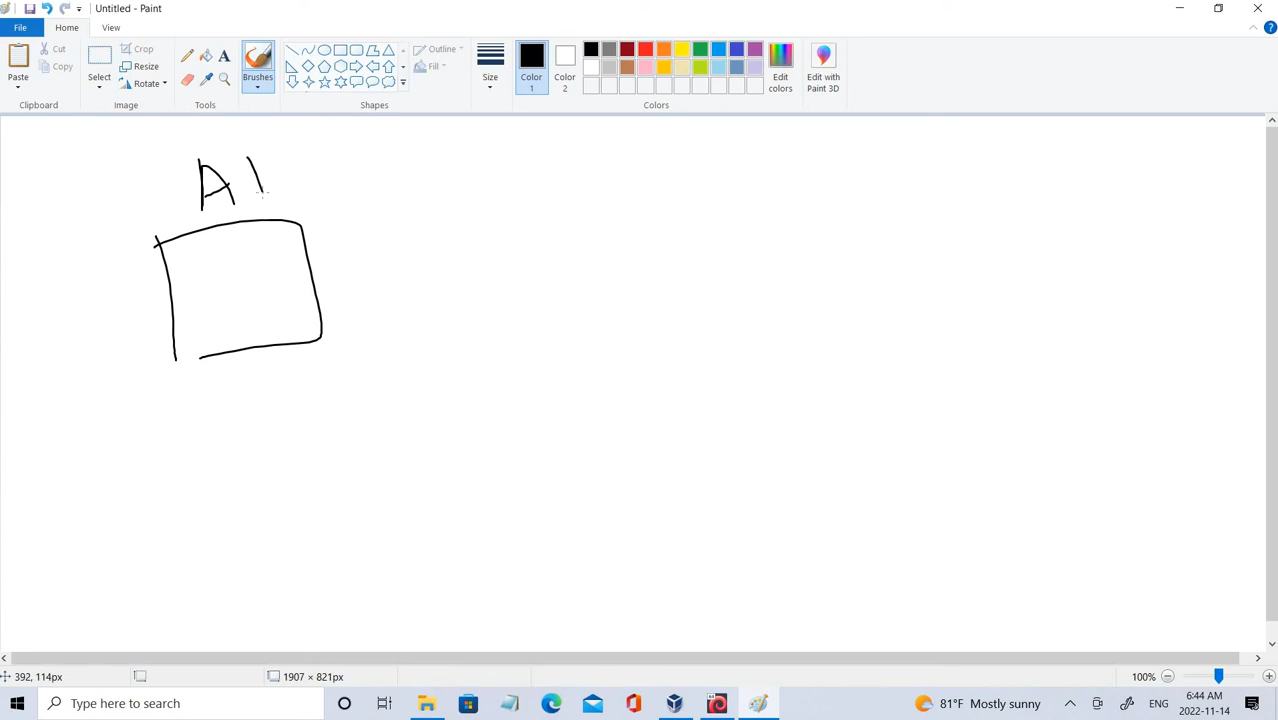 Untitled - Paint
File Home View
Paste
Cut
Copy
Clipboard
Select
Crop
Resize
Rotate
Image
Tools
Brushes
Shapes
Outline
Fill
Size
Color 1
Color 2
Colors
Edit colors
Edit with Paint 3D
A\
392, 114px
1907 × 821px
100%
Type here to search
81°F Mostly sunny
ENG
6:44 AM
2022-11-14